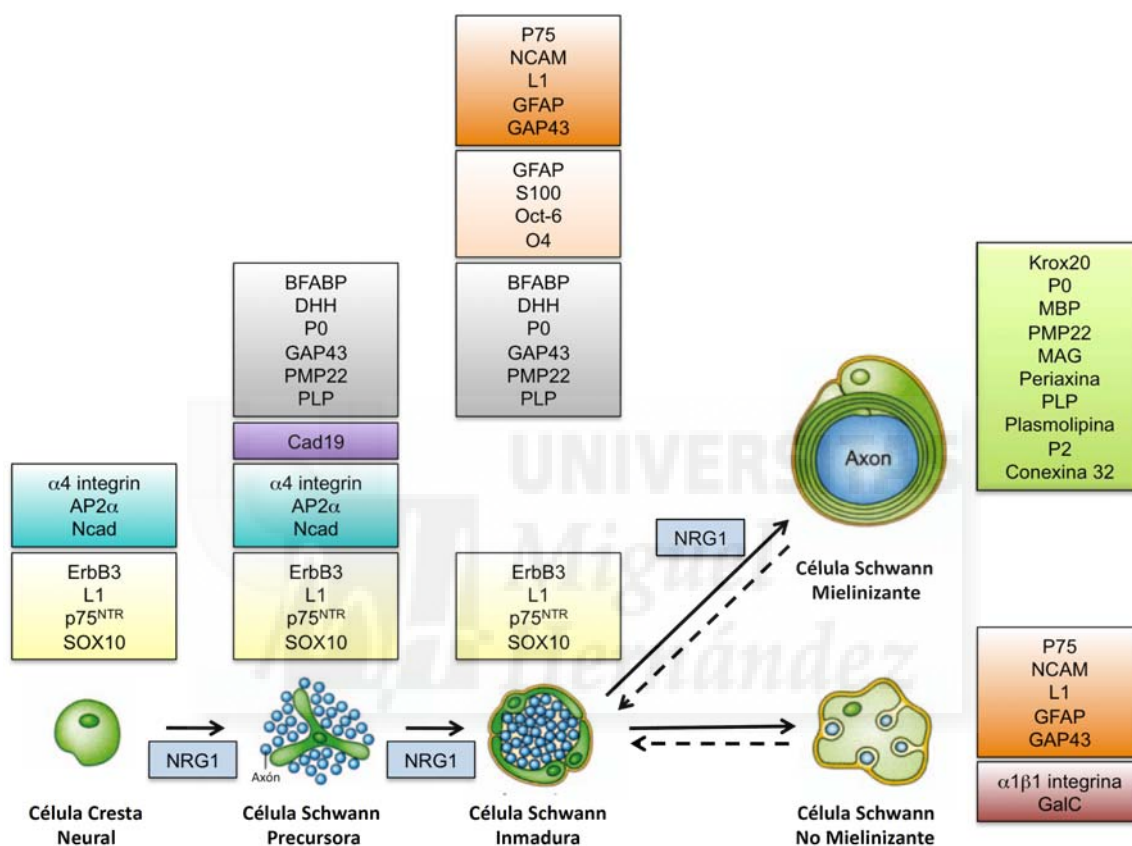 P75
NCAM
L1
GFAP
GAP43
GFAP
S100
Oct-6
O4
BFABP
DHH
P0
GAP43
PMP22
PLP
BFABP
DHH
P0
GAP43
PMP22
PLP
Cad19
α4 integrin
AP2α
Ncad
α4 integrin
AP2α
Ncad
ErbB3
L1
p75NTR
SOX10
ErbB3
L1
p75NTR
SOX10
ErbB3
L1
p75NTR
SOX10
Krox20
P0
MBP
PMP22
MAG
Periaxina
PLP
Plasmolipina
P2
Conexina 32
Axon
NRG1
Célula Schwann
Mielinizante
P75
NCAM
L1
GFAP
GAP43
α1β1 integrina
GalC
NRG1
Axón
NRG1
Célula Cresta
Neural
Célula Schwann
Precursora
Célula Schwann
Inmadura
Célula Schwann
No Mielinizante
UNIVERSITAS
Miguel
Hernández